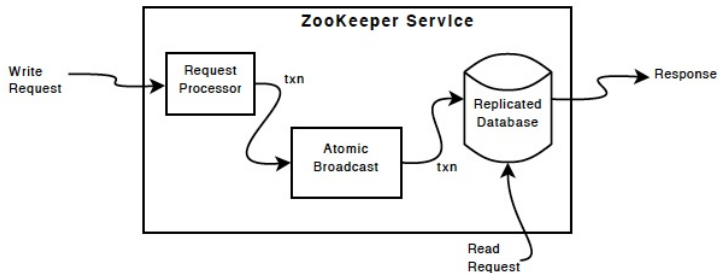 ZooKeeper Service
Write
Request
Request
Processor
txn
Atomic
Broadcast
txn
Replicated
Database
Response
Read
Request